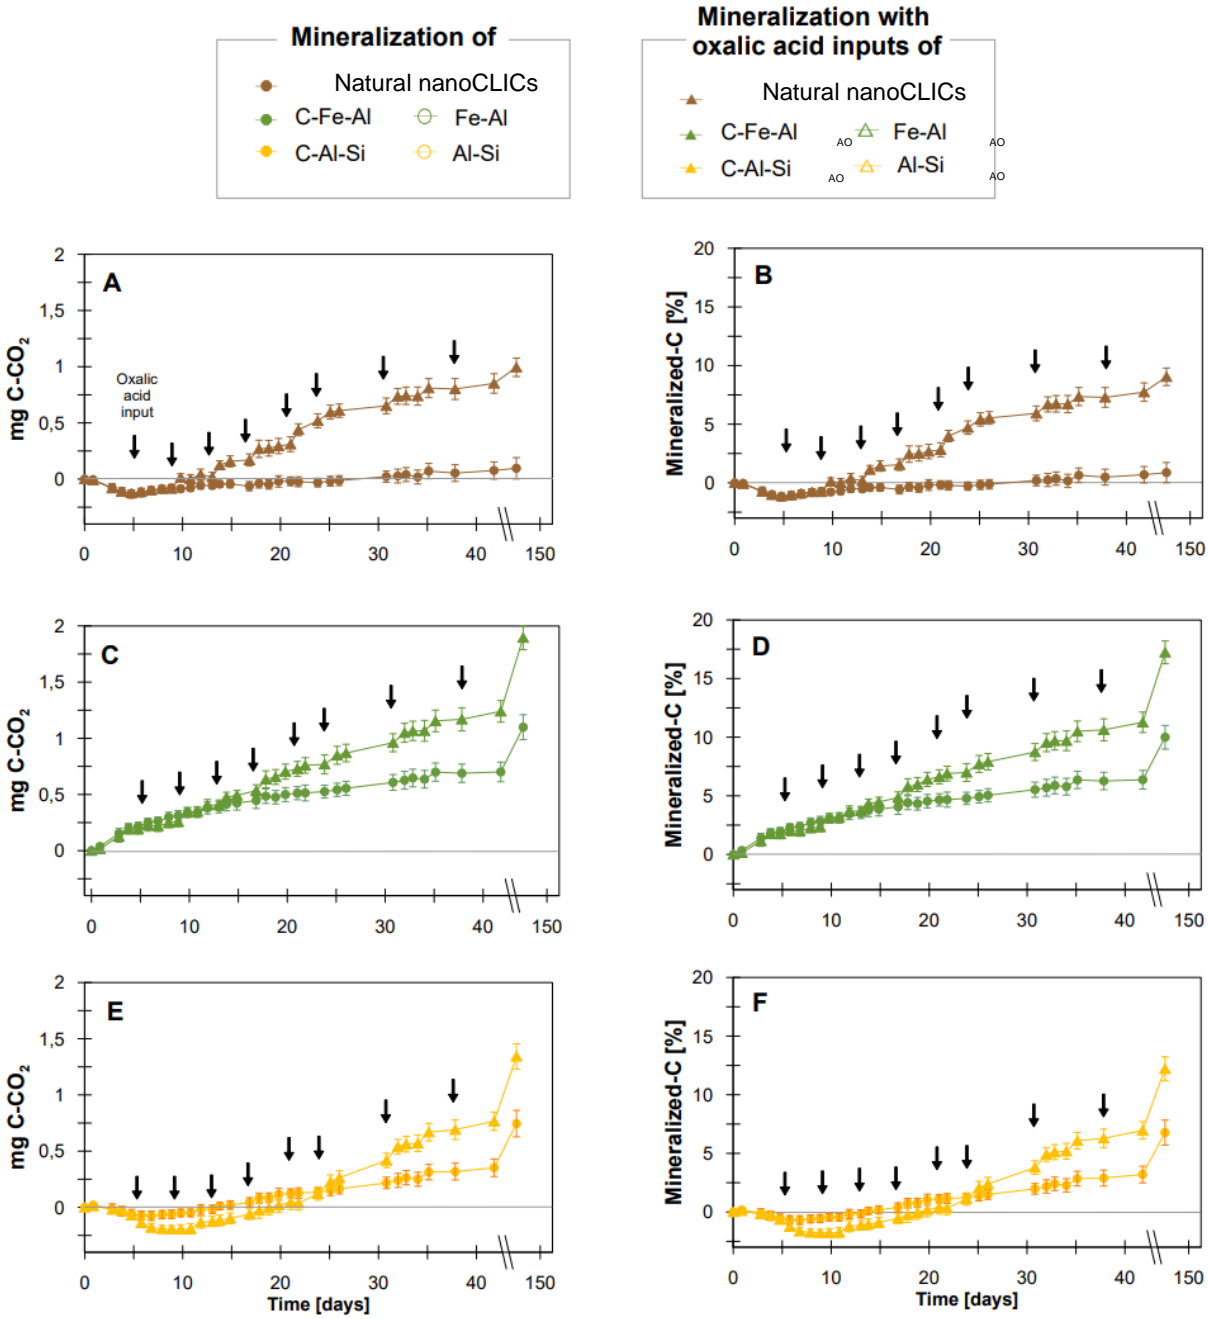 Mineralization of
Natural nanoCLICs
C-Fe-Al Fe-Al
C-Al-Si Al-Si
Mineralization with
oxalic acid inputs of
Natural nanoCLICs
C-Fe-Al AO Fe-Al AO
C-Al-Si AO Al-Si AO
A
mg C-CO2
2
1,5
1
0,5
0
Oxalic
acid
input
0 10 20 30 40 150
B
Mineralized-C [%]
20
15
10
5
0
0 10 20 30 40 150
C
mg C-CO2
2
1,5
1
0,5
0
0 10 20 30 40 150
D
Mineralized-C [%]
20
15
10
5
0
0 10 20 30 40 150
E
mg C-CO2
2
1,5
1
0,5
0
0 10 20 30 40 150
Time [days]
F
Mineralized-C [%]
20
15
10
5
0
0 10 20 30 40 150
Time [days]